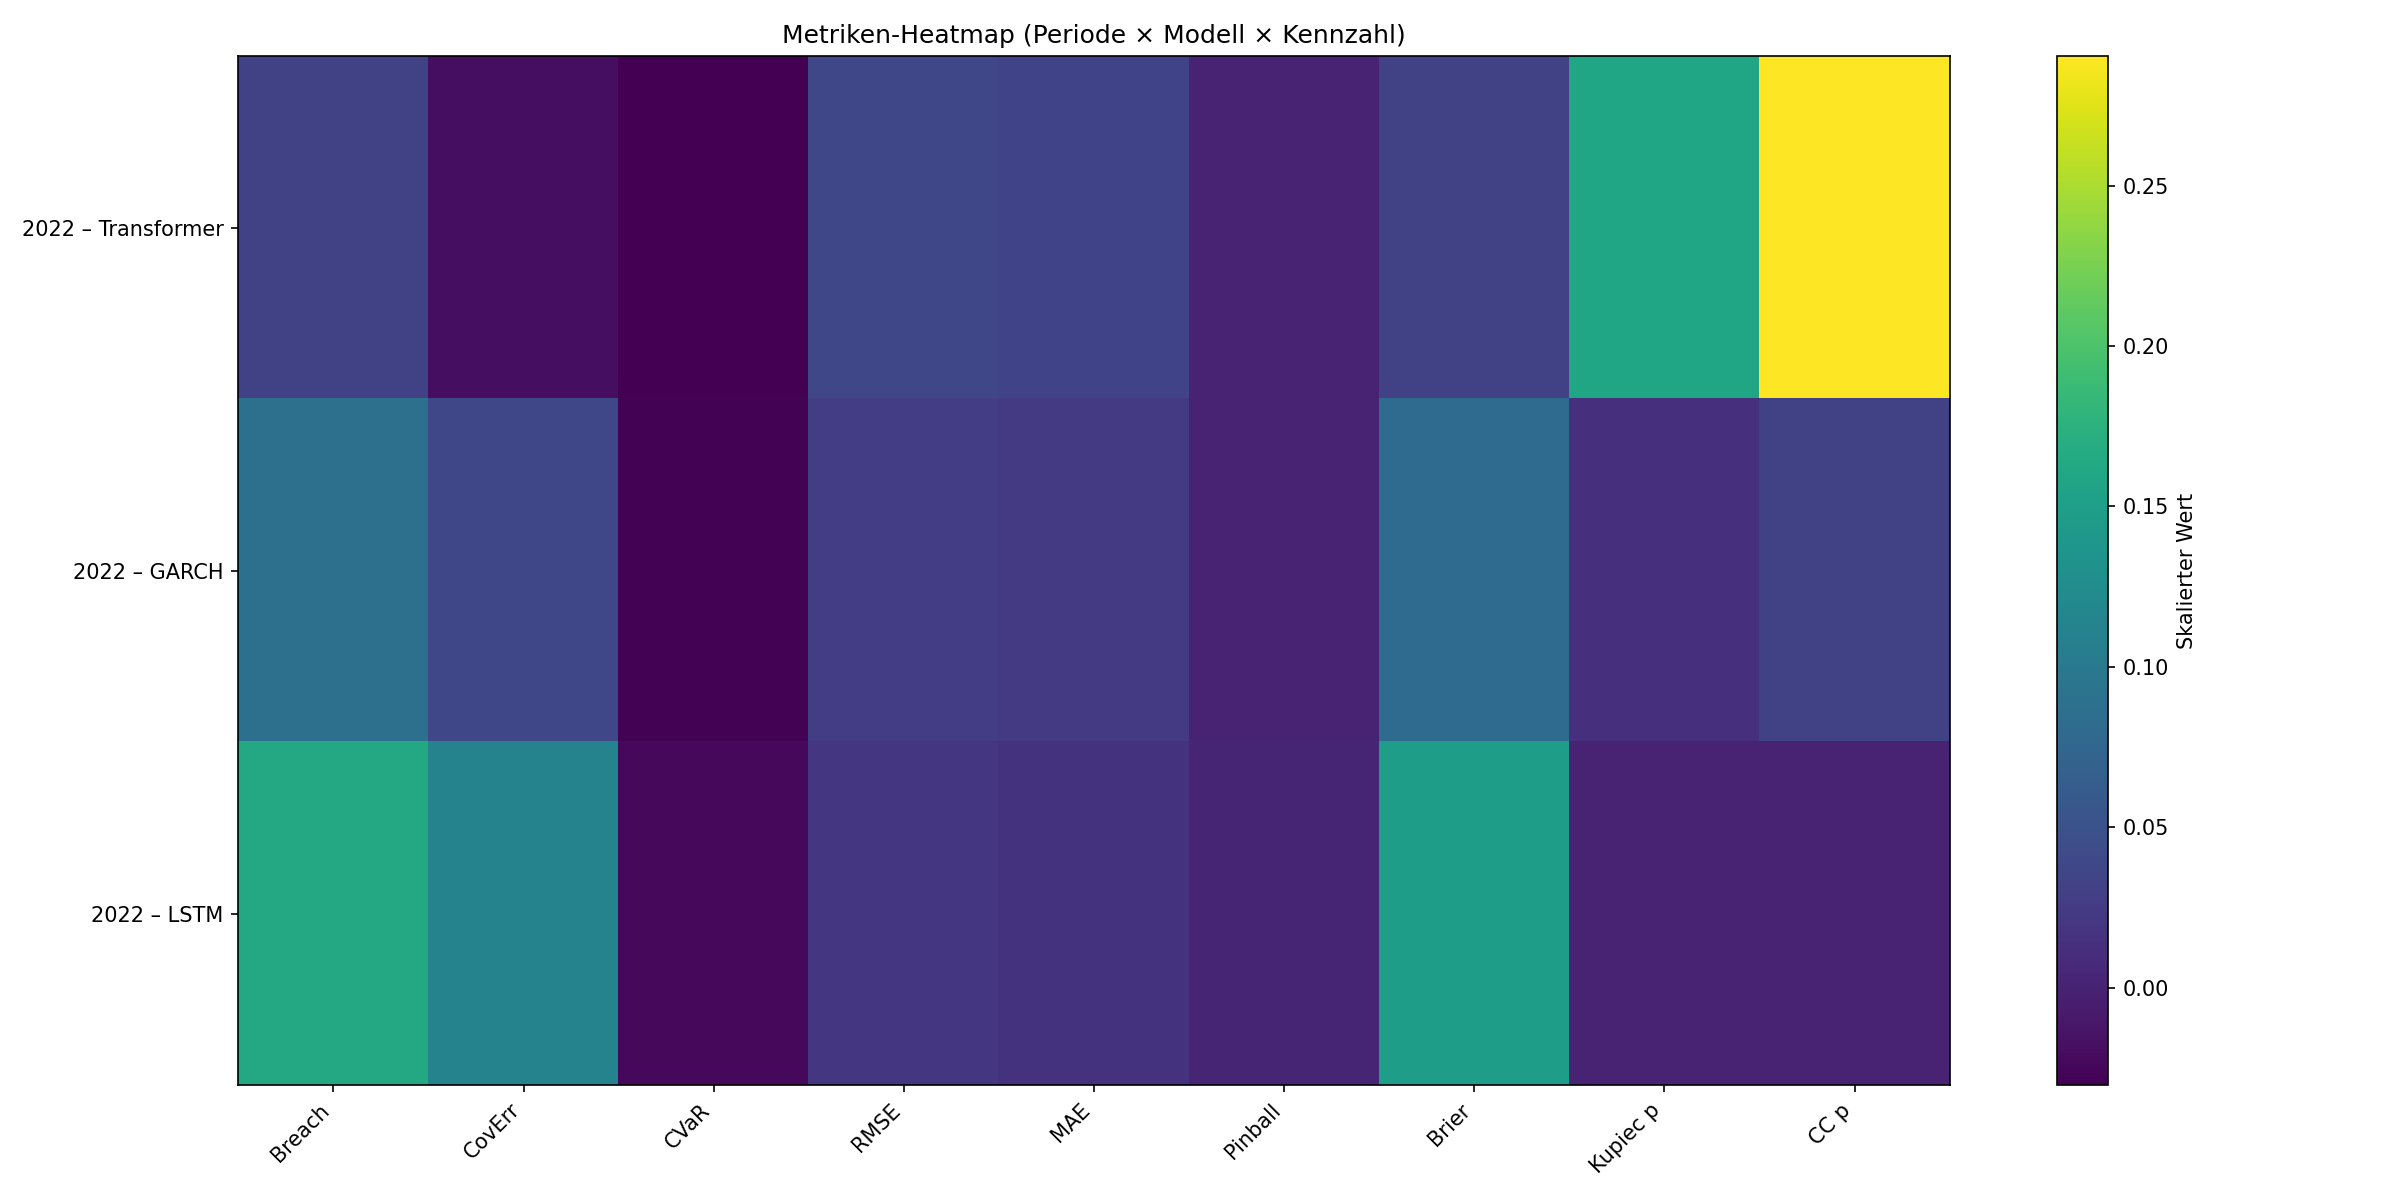 Metriken-Heatmap (Periode × Modell × Kennzahl)
2022 – Transformer
2022 – GARCH
2022 – LSTM
Breach
CovErr
CVaR
RMSE
MAE
Pinball
Brier
Kupiec p
CC p
0.25
0.20
0.15
0.10
0.05
0.00
Skalierter Wert